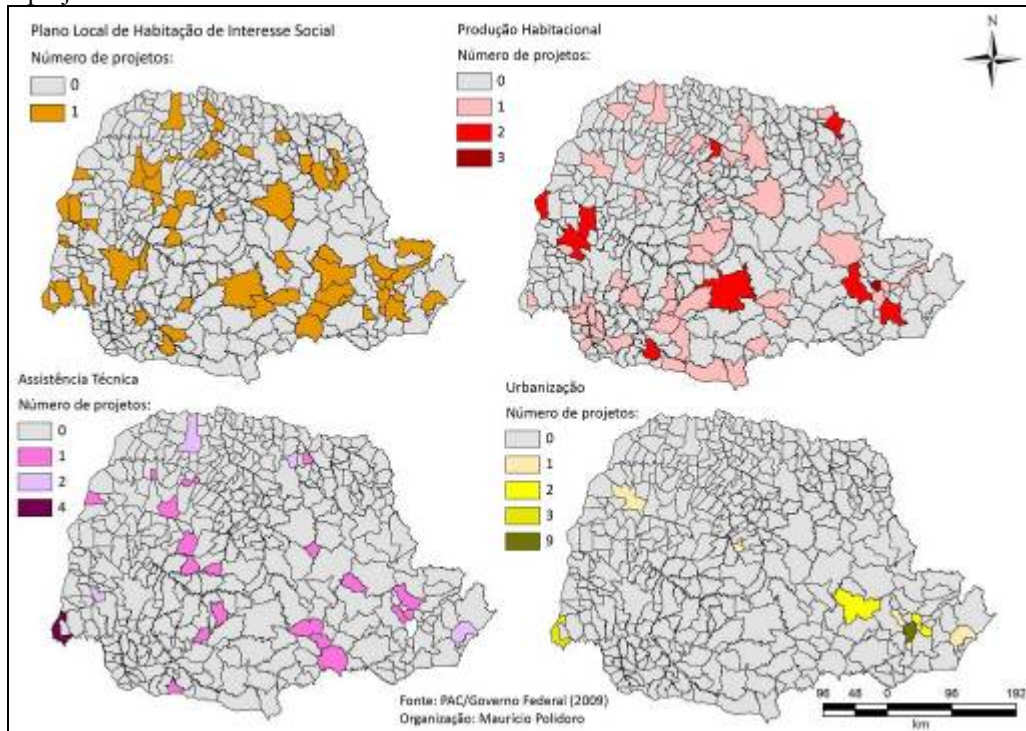 Plano Local de Habitação de Interesse Social
Número de projetos:
0
1
Produção Habitacional
Número de projetos:
0
1
2
3
N
Assistência Técnica
Número de projetos:
0
1
2
4
Urbanização
Número de projetos:
0
1
2
3
9
Fonte: PAC/Governo Federal (2009)
Organização: Maurício Polidoro
96 48 0 96 192
km